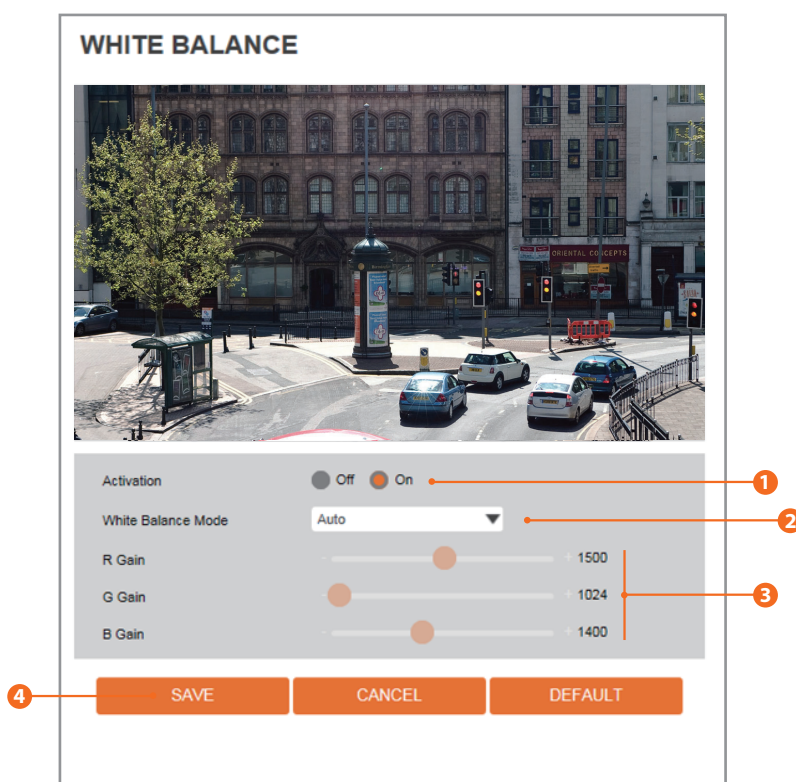 WHITE BALANCE
ORIENTAL CONCEPTS
Activation Off On 1
White Balance Mode Auto 2
R Gain - + 1500
G Gain - + 1024 3
B Gain - + 1400
4 SAVE CANCEL DEFAULT